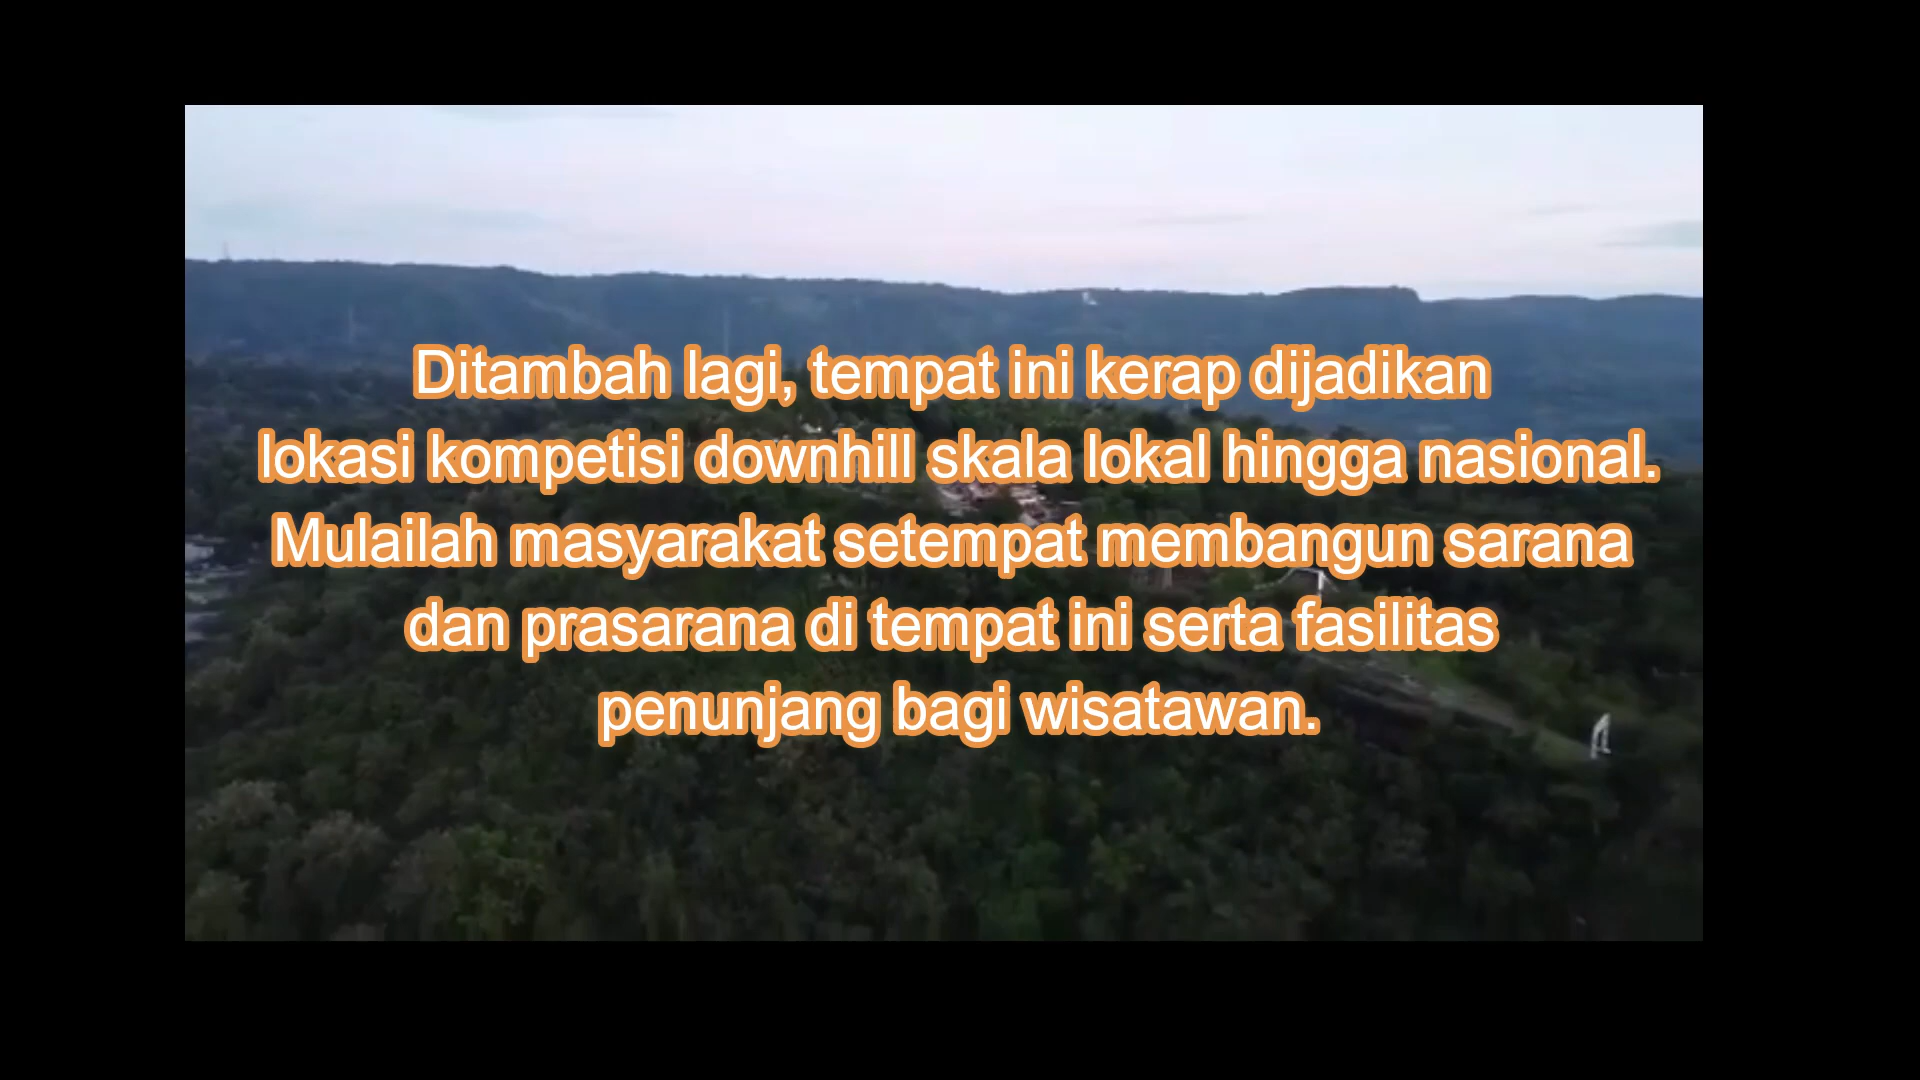 Ditambah lagi, tempat ini kerap dijadikan
lokasi kompetisi downhill skala lokal hingga nasional.
Mulailah masyarakat setempat membangun sarana
dan prasarana di tempat ini serta fasilitas
penunjang bagi wisatawan.